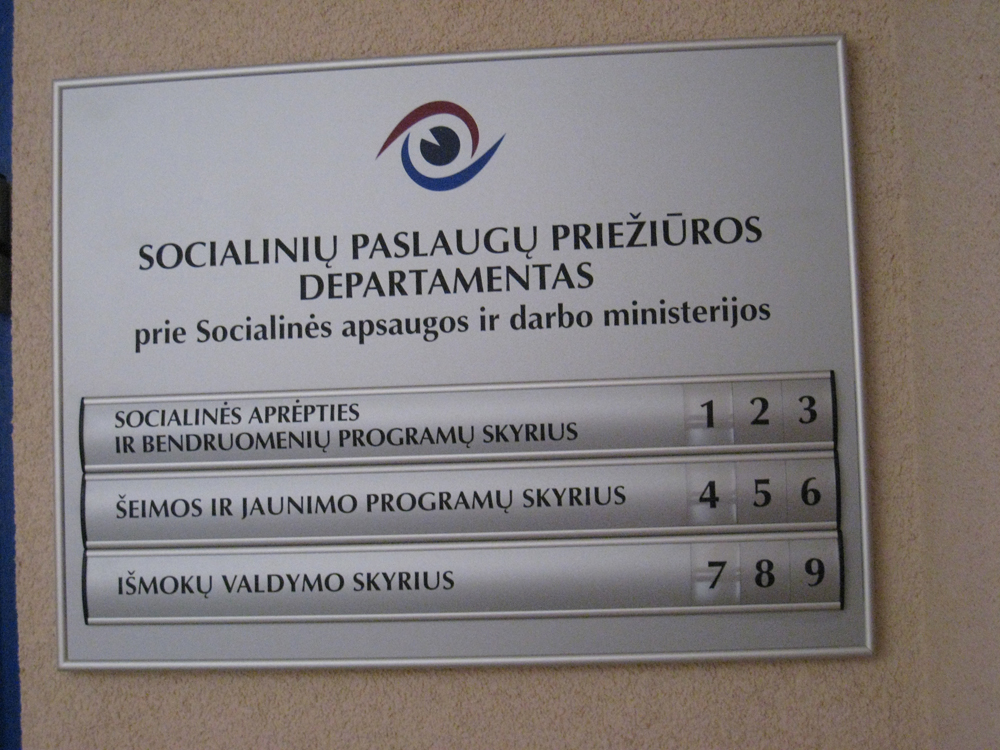 SOCIALINIŲ PASLAUGŲ PRIEŽIŪROS
DEPARTAMENTAS
prie Socialinės apsaugos ir darbo ministerijos
SOCIALINĖS APRĖPTIES
IR BENDRUOMENIŲ PROGRAMŲ SKYRIUS 1 2 3
ŠEIMOS IR JAUNIMO PROGRAMŲ SKYRIUS 4 5 6
IŠMOKŲ VALDYMO SKYRIUS 7 8 9